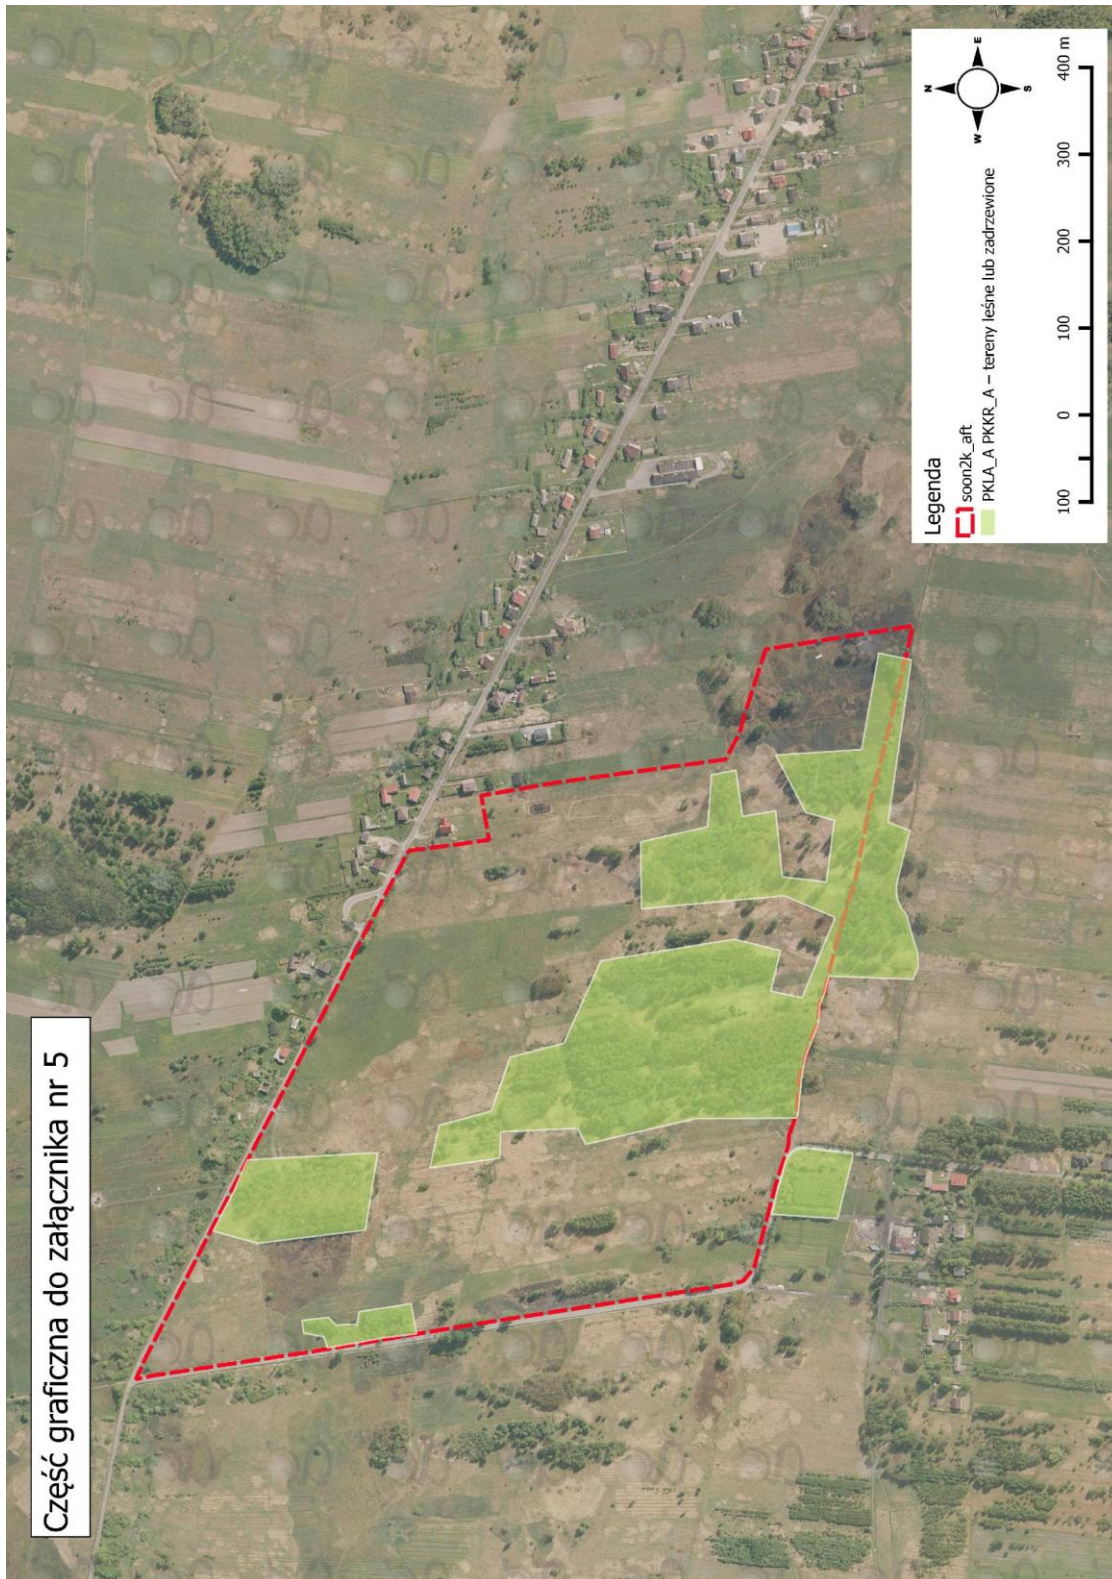 Część graficzna do załącznika nr 5
Legenda
soon2k_aft
PKLA_A PKKR_A – tereny leśne lub zadrzewione
N
W
E
S
100 0 100 200 300 400 m